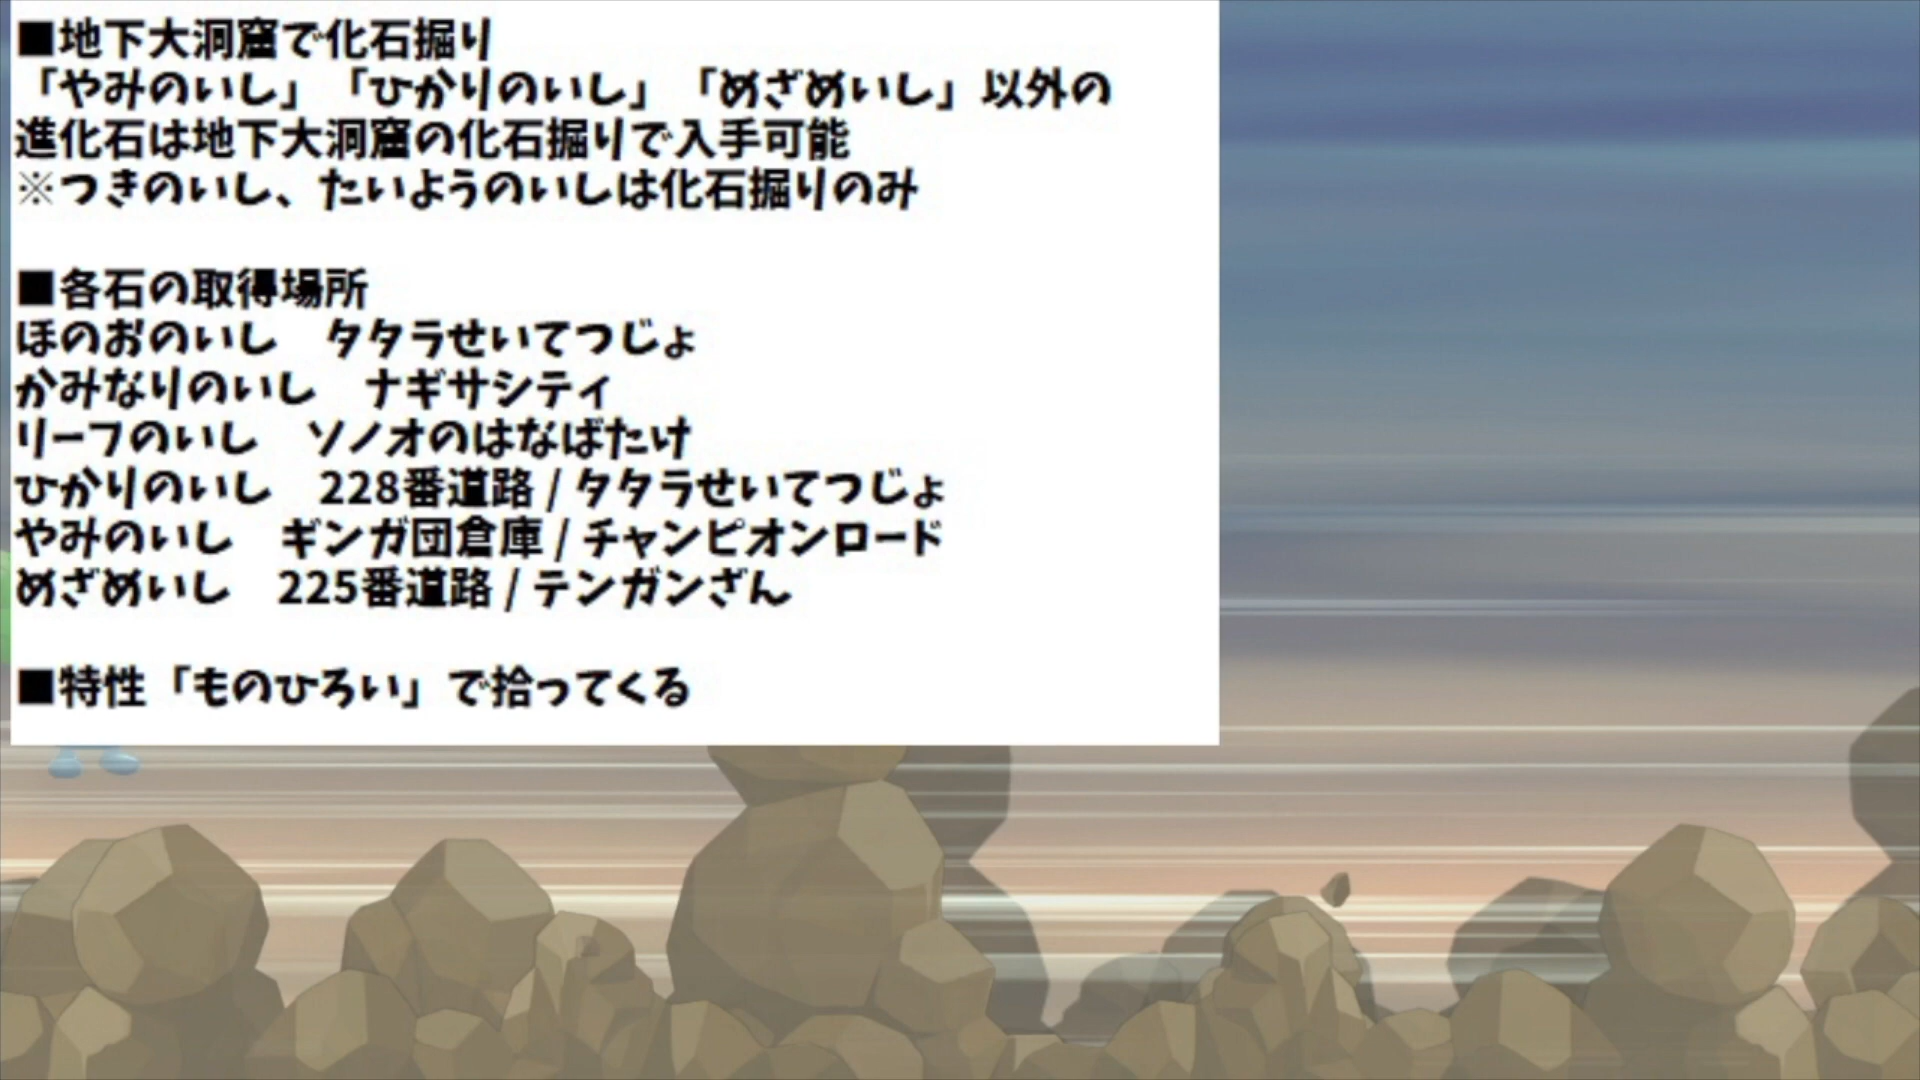 ■地下大洞窟で化石掘り
「やみのいし」「ひかりのいし」「めざめいし」以外の
進化石は地下大洞窟の化石掘りで入手可能
※つきのいし、たいようのいしは化石掘りのみ
■各石の取得場所
ほのおのいし　タタラせいてつじょ
かみなりのいし　ナギサシティ
リーフのいし　ソノオのはなばたけ
ひかりのいし　228番道路 / タタラせいてつじょ
やみのいし　ギンガ団倉庫 / チャンピオンロード
めざめいし　225番道路 / テンガンざん
■特性「ものひろい」で拾ってくる